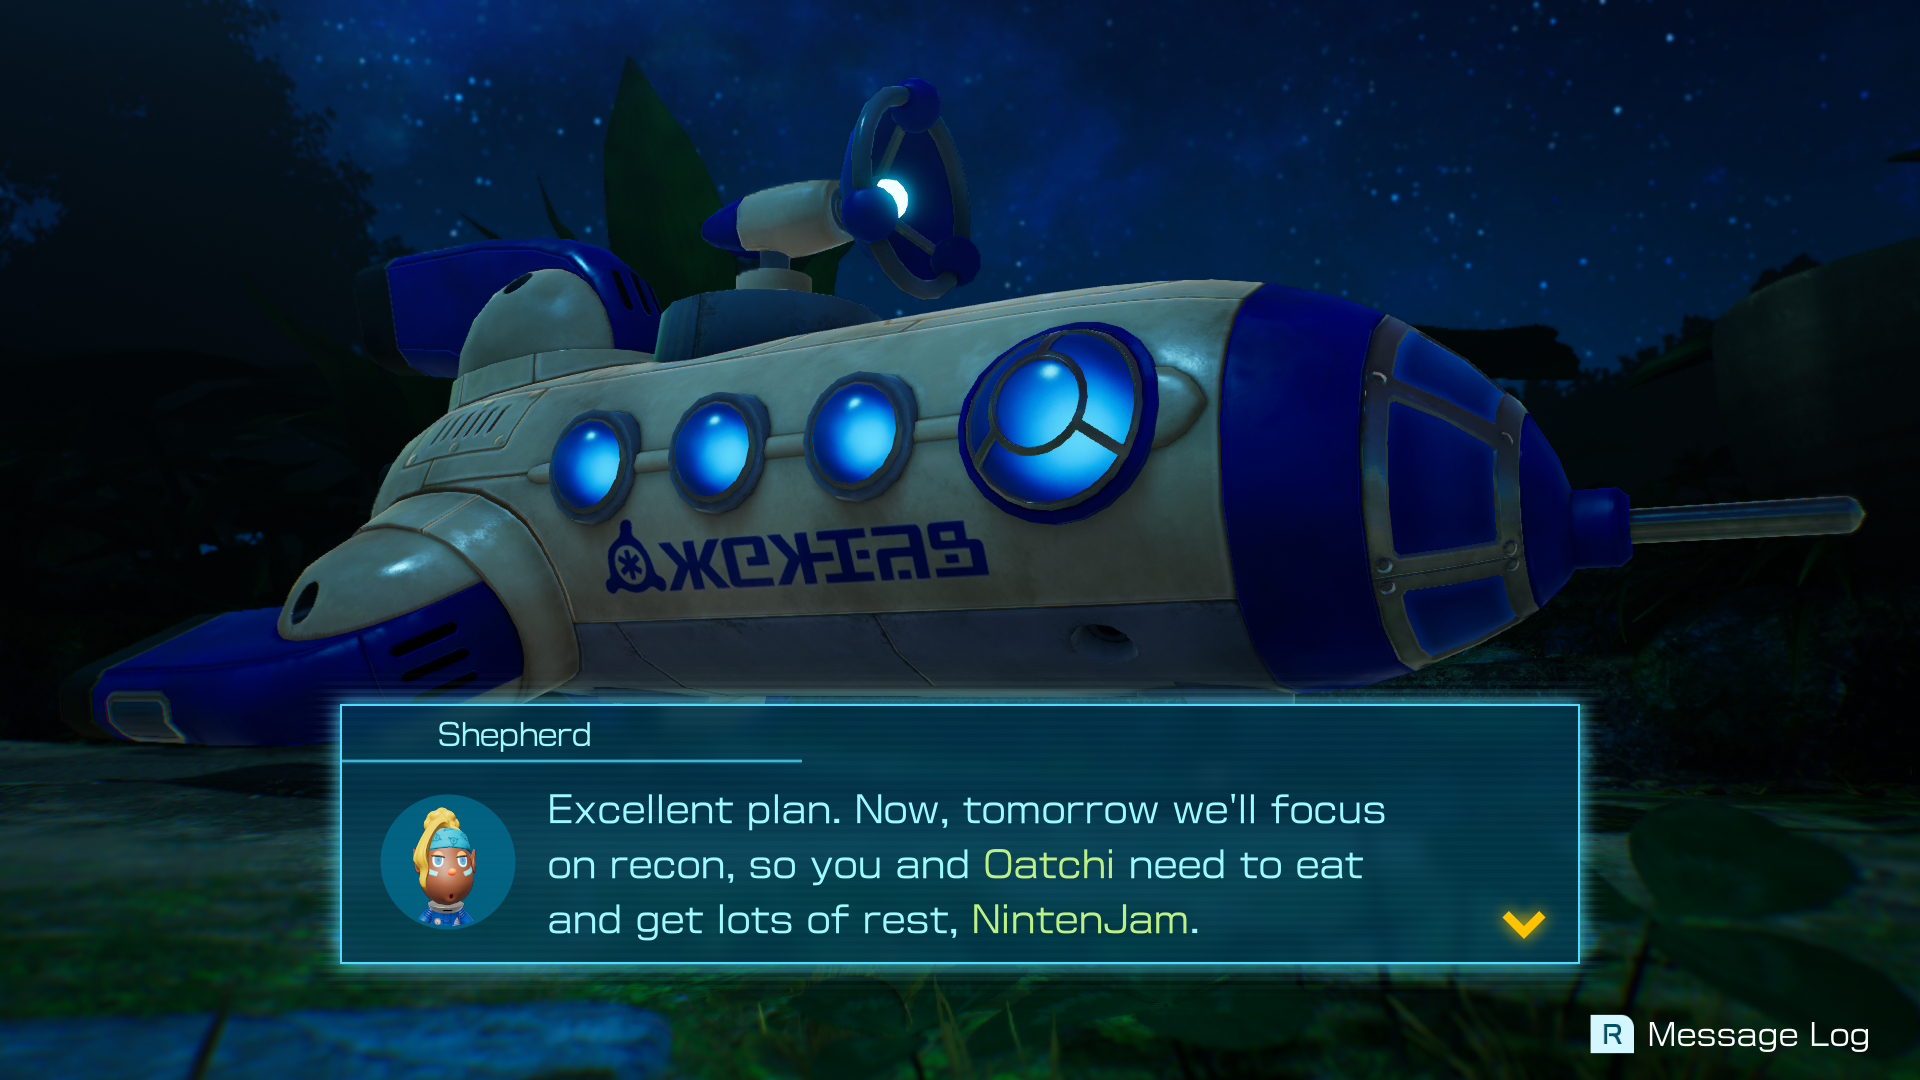 Shepherd
Excellent plan. Now, tomorrow we'll focus
on recon, so you and Oatchi need to eat
and get lots of rest, NintenJam.
R Message Log